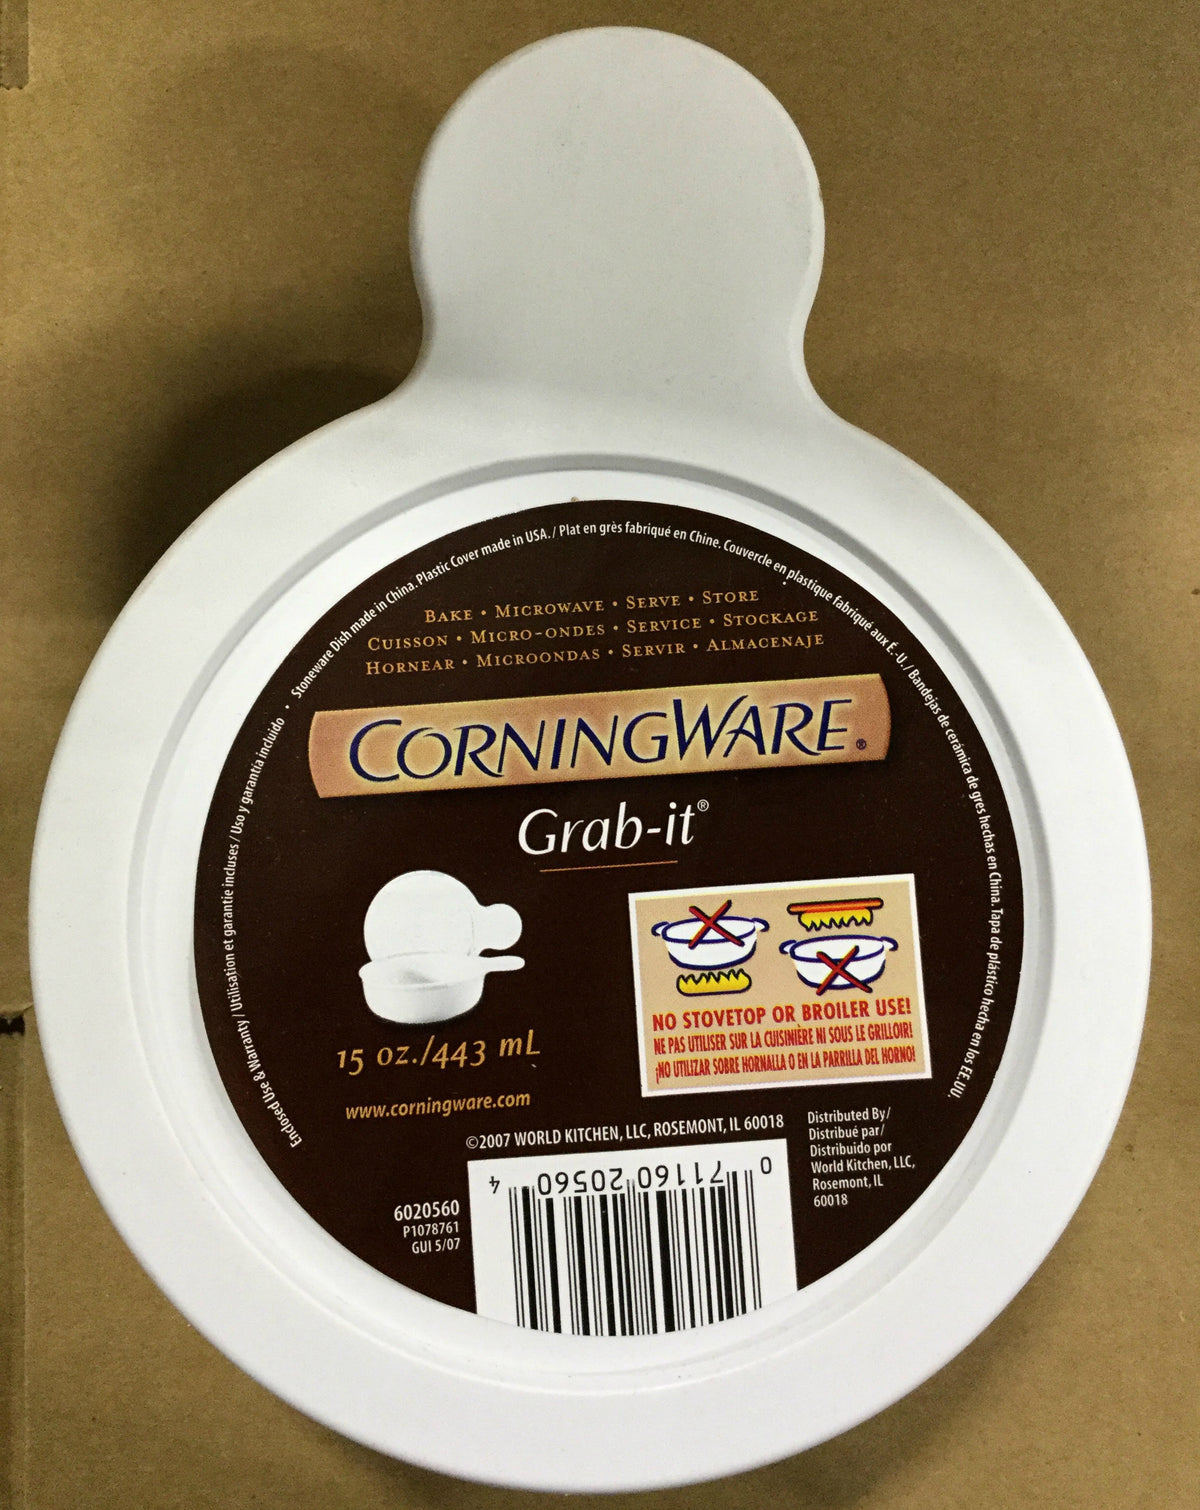 Enclosed Use & Warranty / Utilisation et garantie incluses / Uso y garantía incluido • Stoneware Dish made in China. Plastic Cover made in USA. / Plat en grès fabriqué en Chine. Couvercle en plastique fabriqué aux É.-U. / Bandejas de cerámica de gres hechas en China. Tapa de plástico hecha en los EE.UU.
BAKE • MICROWAVE • SERVE • STORE
CUISSON • MICRO-ONDES • SERVICE • STOCKAGE
HORNEAR • MICROONDAS • SERVIR • ALMACENAJE
CORNINGWARE®
Grab-it®
NO STOVETOP OR BROILER USE!
NE PAS UTILISER SUR LA CUISINIÈRE NI SOUS LE GRILLOIR!
¡NO UTILIZAR SOBRE HORNALLA O EN LA PARRILLA DEL HORNO!
15 oz./443 mL
www.corningware.com
©2007 WORLD KITCHEN, LLC, ROSEMONT, IL 60018
Distributed By/
Distribué par/
Distribuido por
World Kitchen, LLC,
Rosemont, IL
60018
6020560
P1078761
GUI 5/07
0 71160 20560 4